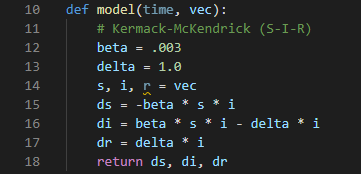 10 def model(time, vec):
11     # Kermack-McKendrick (S-I-R)
12     beta = .003
13     delta = 1.0
14     s, i, r = vec
15     ds = -beta * s * i
16     di = beta * s * i - delta * i
17     dr = delta * i
18     return ds, di, dr